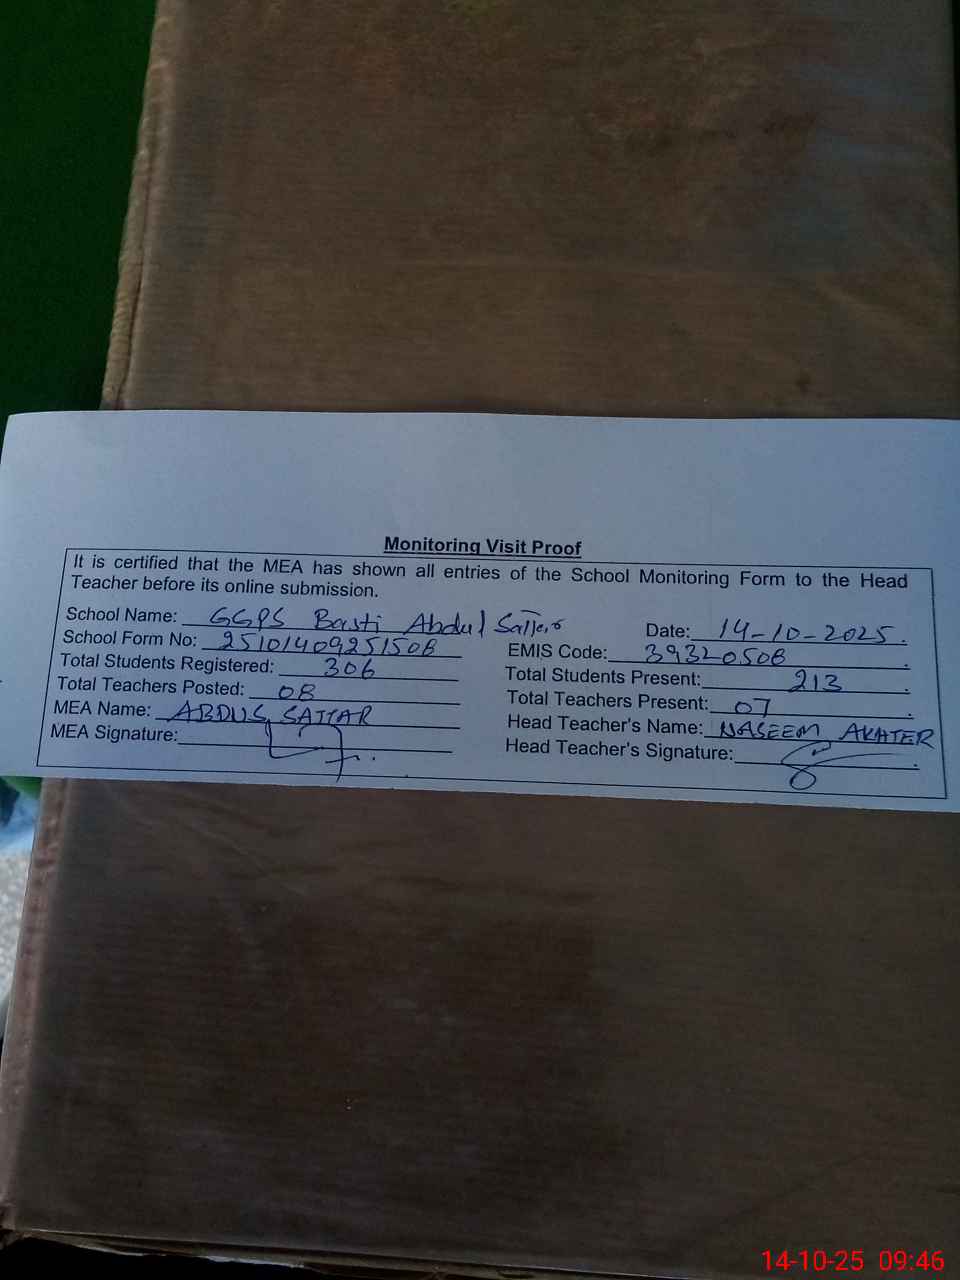 Monitoring Visit Proof
It is certified that the MEA has shown all entries of the School Monitoring Form to the Head
Teacher before its online submission.
School Name: GGPS Basti Abdul Sattar
Date: 14-10-2025.
School Form No: 25101409251508
EMIS Code: 39320508.
Total Students Registered: 306
Total Students Present: 213.
Total Teachers Posted: 08
Total Teachers Present: 07.
MEA Name: ABDUS SATTAR
Head Teacher's Name: NASEEM AKHTER
MEA Signature:
Head Teacher's Signature:
14-10-25 09:46